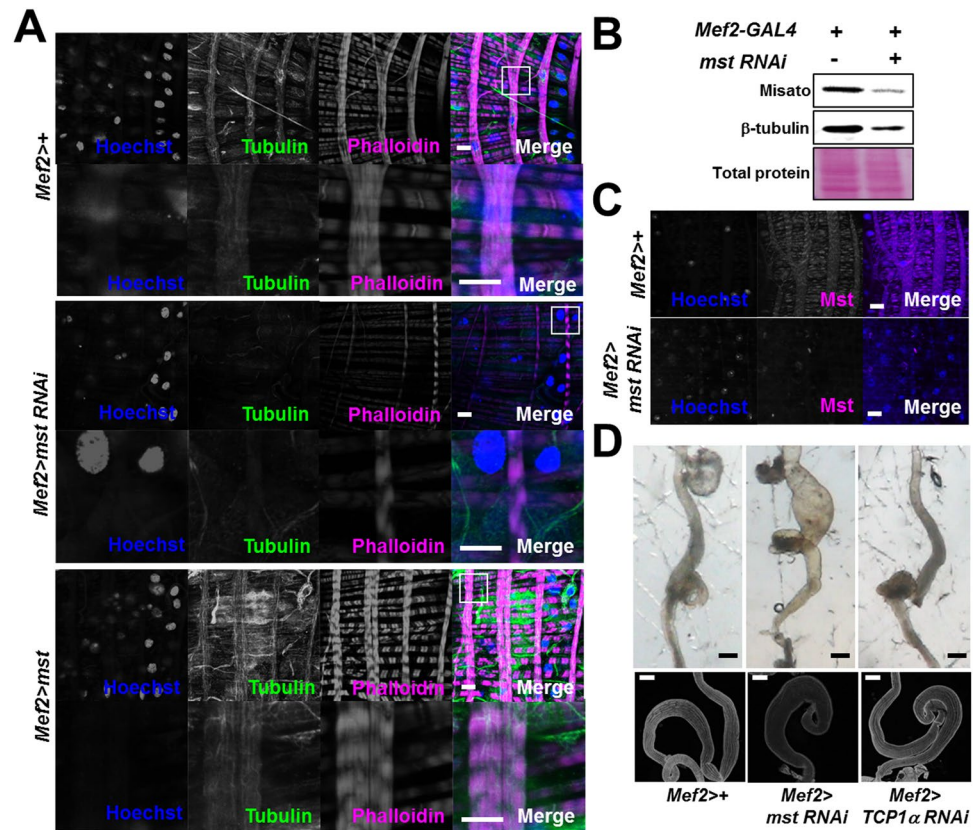 A
Mef2>+
Hoechst Tubulin Phalloidin Merge
Hoechst Tubulin Phalloidin Merge
Mef2>mst RNAi
Hoechst Tubulin Phalloidin Merge
Hoechst Tubulin Phalloidin Merge
Mef2>mst
Hoechst Tubulin Phalloidin Merge
Hoechst Tubulin Phalloidin Merge
B
Mef2-GAL4 + +
mst RNAi - +
Misato
β-tubulin
Total protein
C
Mef2>+
Hoechst Mst Merge
Mef2>
mst RNAi
Hoechst Mst Merge
D
Mef2>+
Mef2>
mst RNAi
Mef2>
TCP1α RNAi